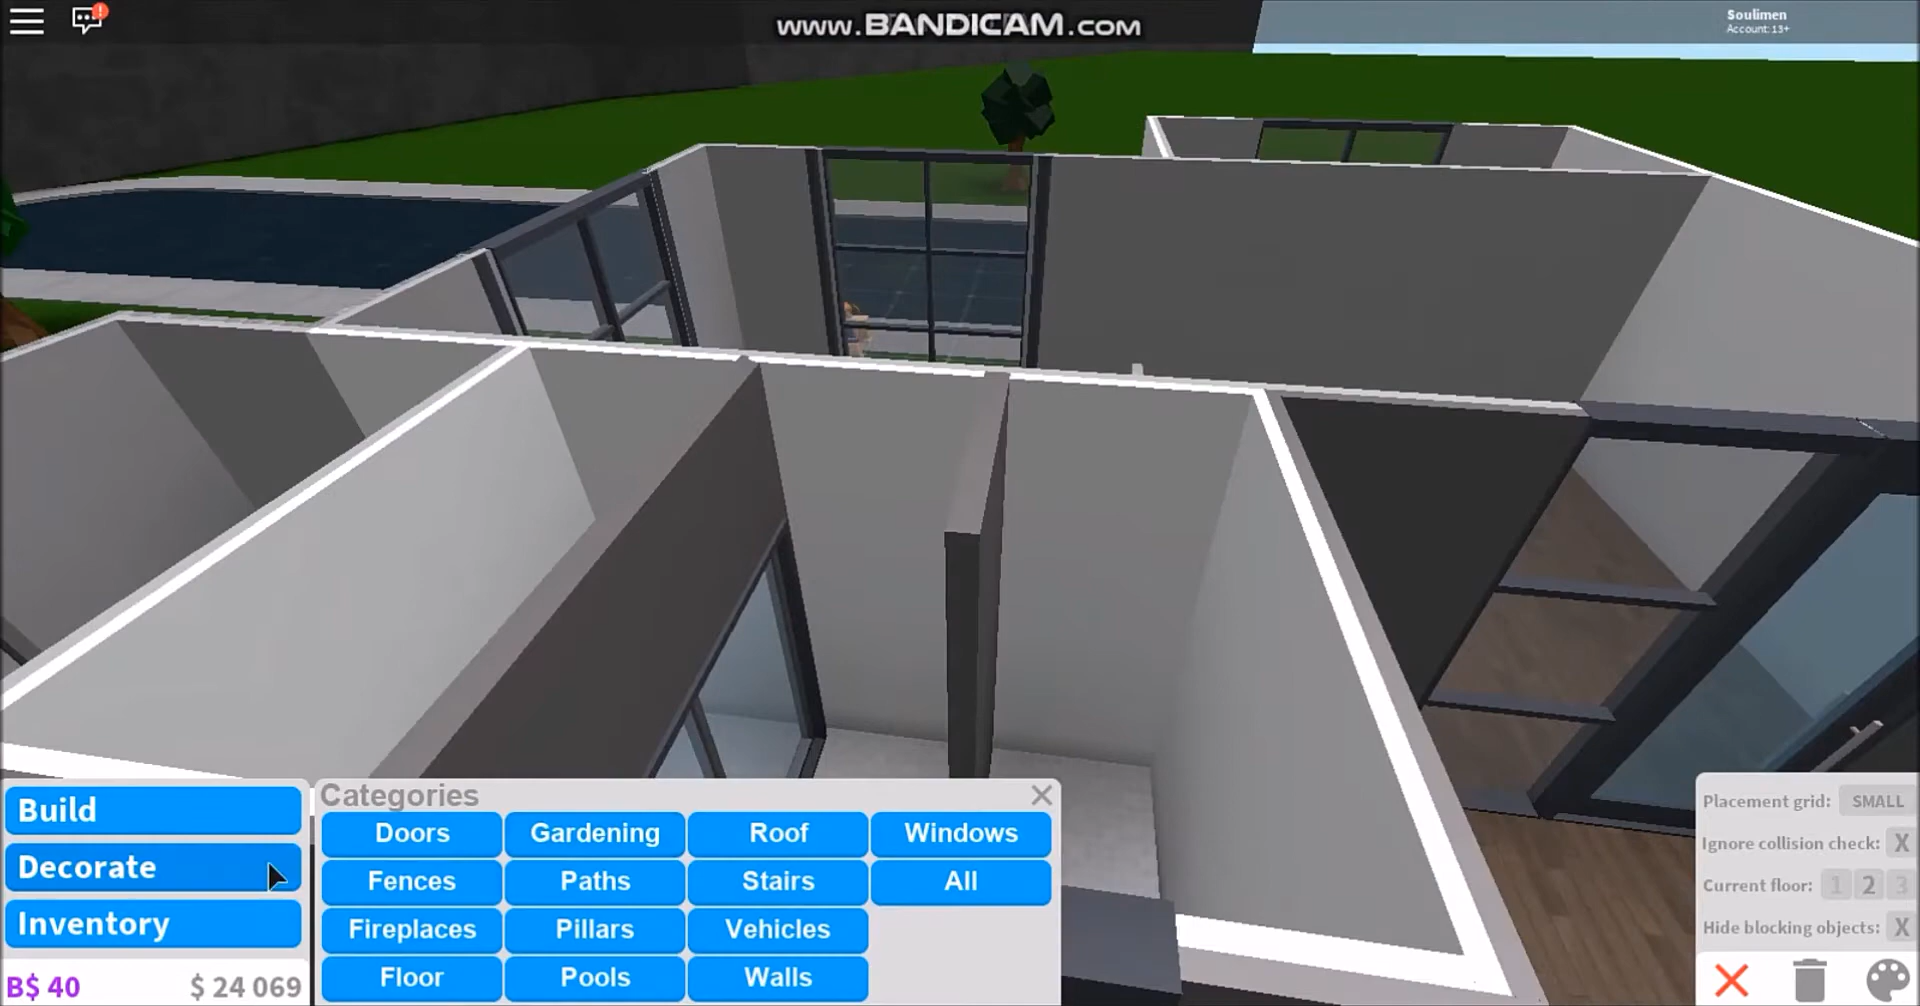 www.BANDICAM.com
Soulimen
Account: 13+
Build
Decorate
Inventory
B$ 40
$ 24 069
Categories
Doors
Gardening
Roof
Windows
Fences
Paths
Stairs
All
Fireplaces
Pillars
Vehicles
Floor
Pools
Walls
Placement grid: SMALL
Ignore collision check: X
Current floor: 1 2 3
Hide blocking objects: X